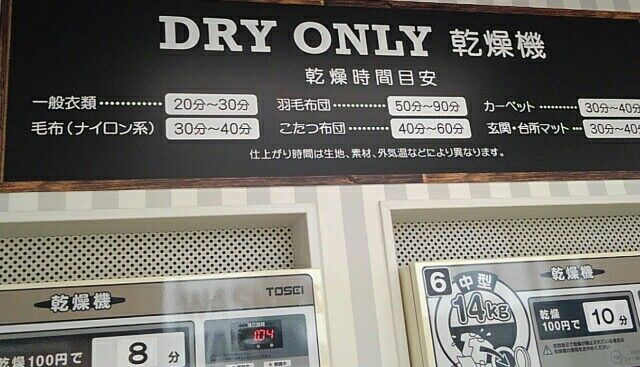 DRY ONLY 乾燥機
乾燥時間目安
一般衣類 20分～30分 羽毛布団 50分～90分 カーペット 30分～40
毛布(ナイロン系) 30分～40分 こたつ布団 40分～60分 玄関・台所マット 30分～40
仕上がり時間は生地、素材、外気温などにより異なります。
乾燥機
TOSEI
104
乾燥100円で 8 分
6 中型 14kg
乾燥機
乾燥 100円で 10 分